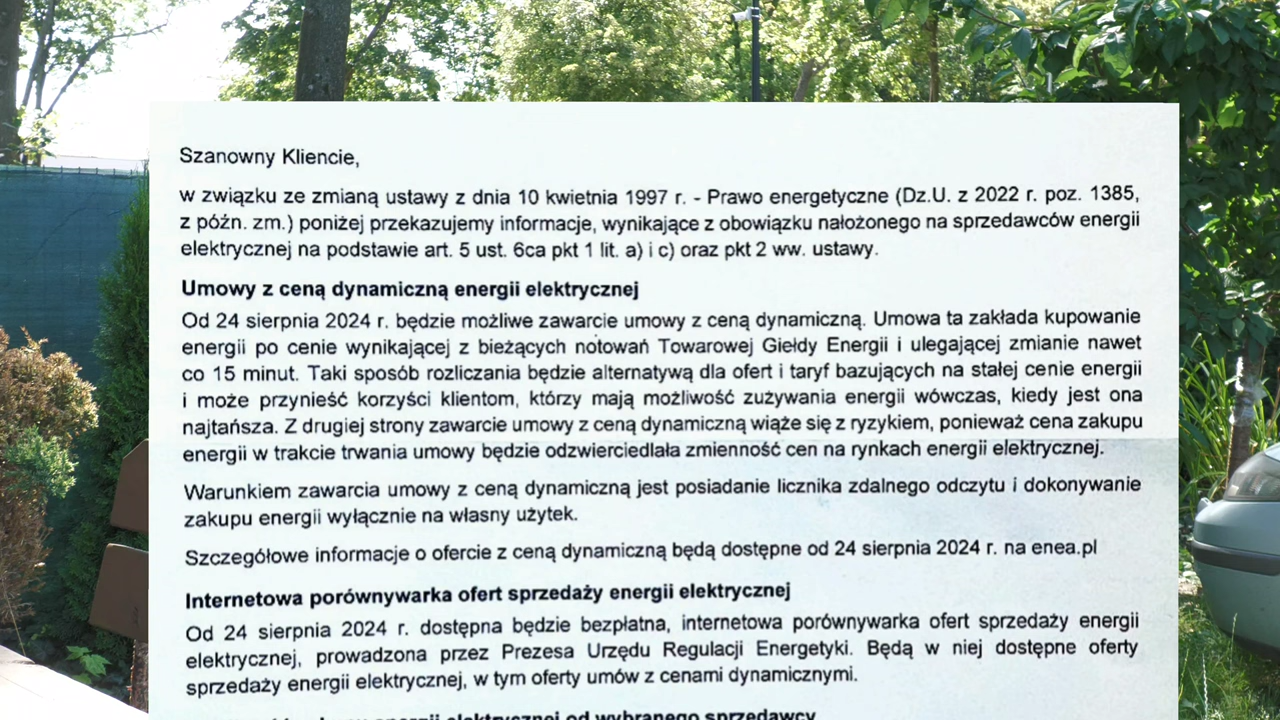 Szanowny Kliencie,
w związku ze zmianą ustawy z dnia 10 kwietnia 1997 r. - Prawo energetyczne (Dz.U. z 2022 r. poz. 1385,
z późn. zm.) poniżej przekazujemy informacje, wynikające z obowiązku nałożonego na sprzedawców energii
elektrycznej na podstawie art. 5 ust. 6ca pkt 1 lit. a) i c) oraz pkt 2 ww. ustawy.
Umowy z ceną dynamiczną energii elektrycznej
Od 24 sierpnia 2024 r. będzie możliwe zawarcie umowy z ceną dynamiczną. Umowa ta zakłada kupowanie
energii po cenie wynikającej z bieżących notowań Towarowej Giełdy Energii i ulegającej zmianie nawet
co 15 minut. Taki sposób rozliczania będzie alternatywą dla ofert i taryf bazujących na stałej cenie energii
i może przynieść korzyści klientom, którzy mają możliwość zużywania energii wówczas, kiedy jest ona
najtańsza. Z drugiej strony zawarcie umowy z ceną dynamiczną wiąże się z ryzykiem, ponieważ cena zakupu
energii w trakcie trwania umowy będzie odzwierciedlała zmienność cen na rynkach energii elektrycznej.
Warunkiem zawarcia umowy z ceną dynamiczną jest posiadanie licznika zdalnego odczytu i dokonywanie
zakupu energii wyłącznie na własny użytek.
Szczegółowe informacje o ofercie z ceną dynamiczną będą dostępne od 24 sierpnia 2024 r. na enea.pl
Internetowa porównywarka ofert sprzedaży energii elektrycznej
Od 24 sierpnia 2024 r. dostępna będzie bezpłatna, internetowa porównywarka ofert sprzedaży energii
elektrycznej, prowadzona przez Prezesa Urzędu Regulacji Energetyki. Będą w niej dostępne oferty
sprzedaży energii elektrycznej, w tym oferty umów z cenami dynamicznymi.
energii elektrycznej od wybranego sprzedawcy